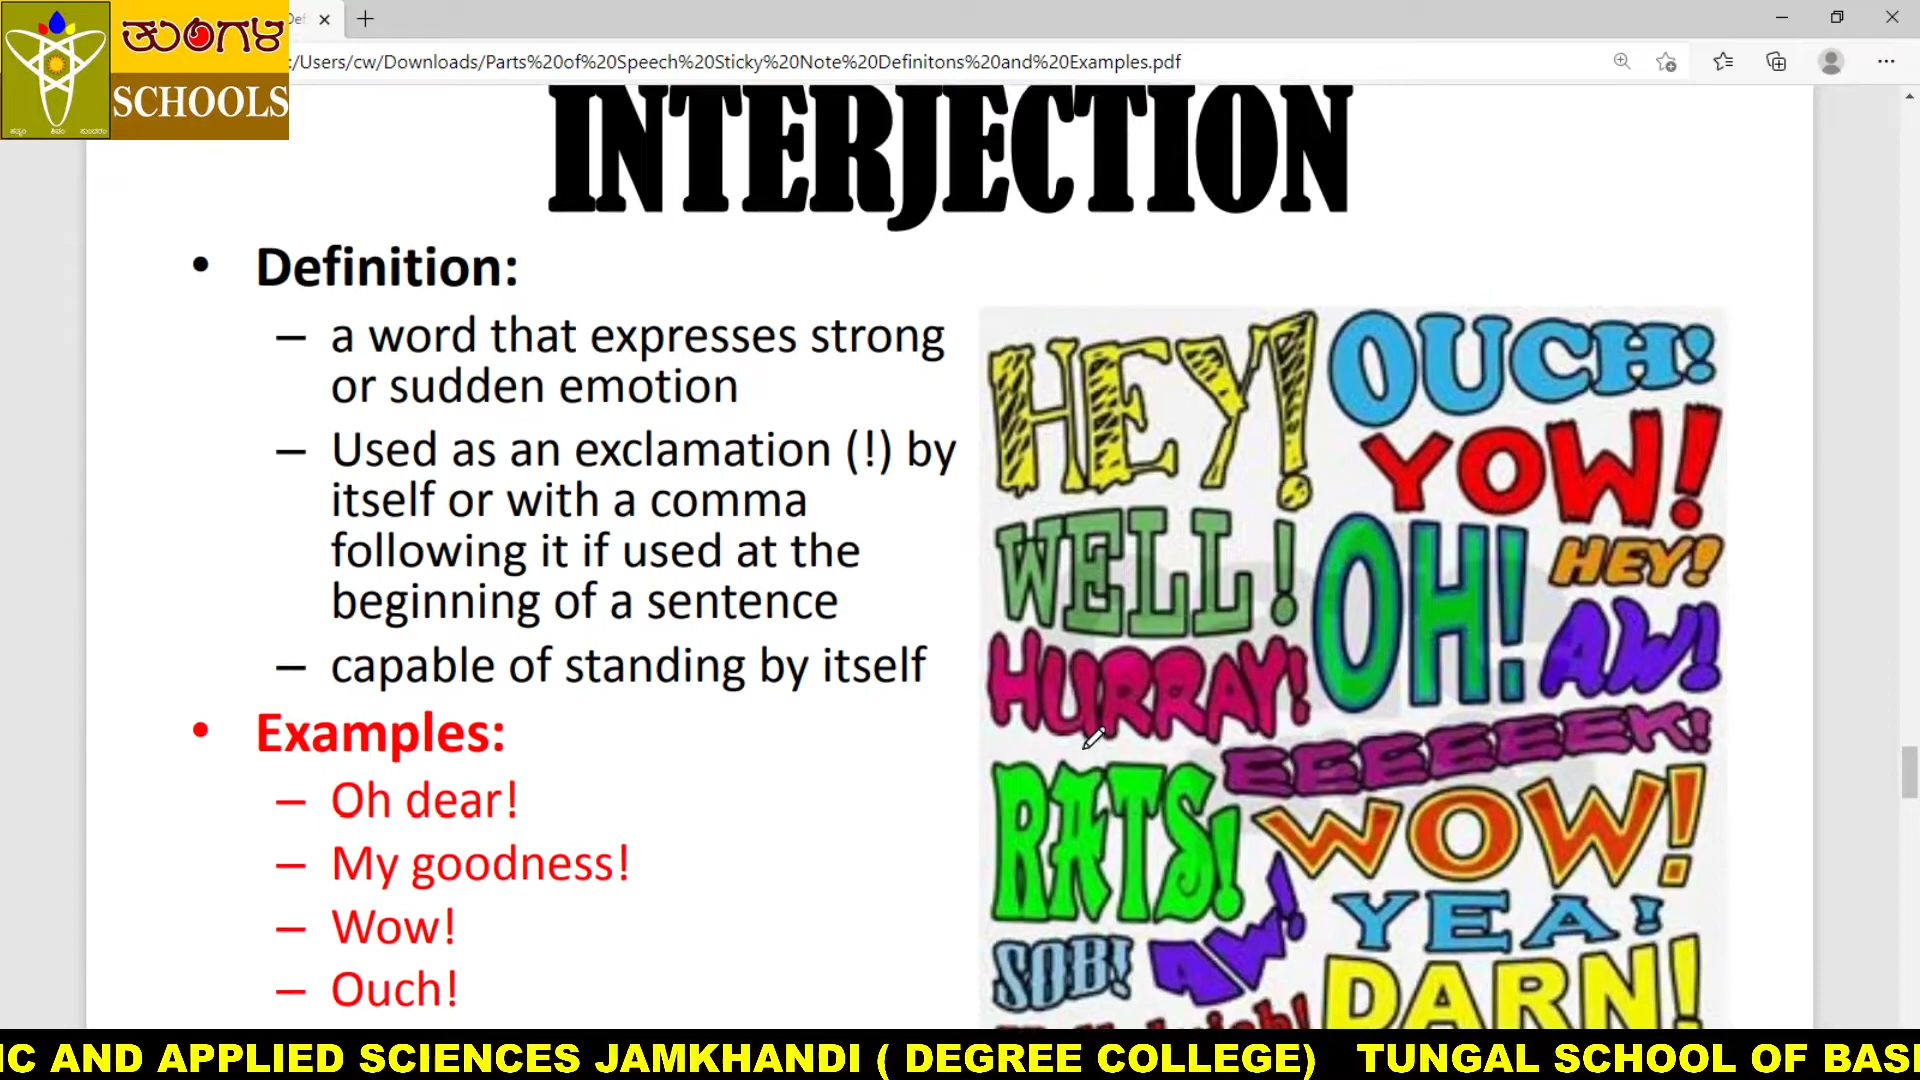 ತುಂಗಳ
SCHOOLS
ಸತ್ಯಂ ಶಿವಂ ಸುಂದರಂ
:/Users/cw/Downloads/Parts%20of%20Speech%20Sticky%20Note%20Definitons%20and%20Examples.pdf
INTERJECTION
• Definition:
– a word that expresses strong
or sudden emotion
– Used as an exclamation (!) by
itself or with a comma
following it if used at the
beginning of a sentence
– capable of standing by itself
• Examples:
– Oh dear!
– My goodness!
– Wow!
– Ouch!
HEY! OUCH!
YOW!
WELL! OH! HEY!
HURRAY! AW!
EEEEEEEK!
RATS! WOW!
YEA!
SOB! AW! DARN!
IC AND APPLIED SCIENCES JAMKHANDI ( DEGREE COLLEGE) TUNGAL SCHOOL OF BAS